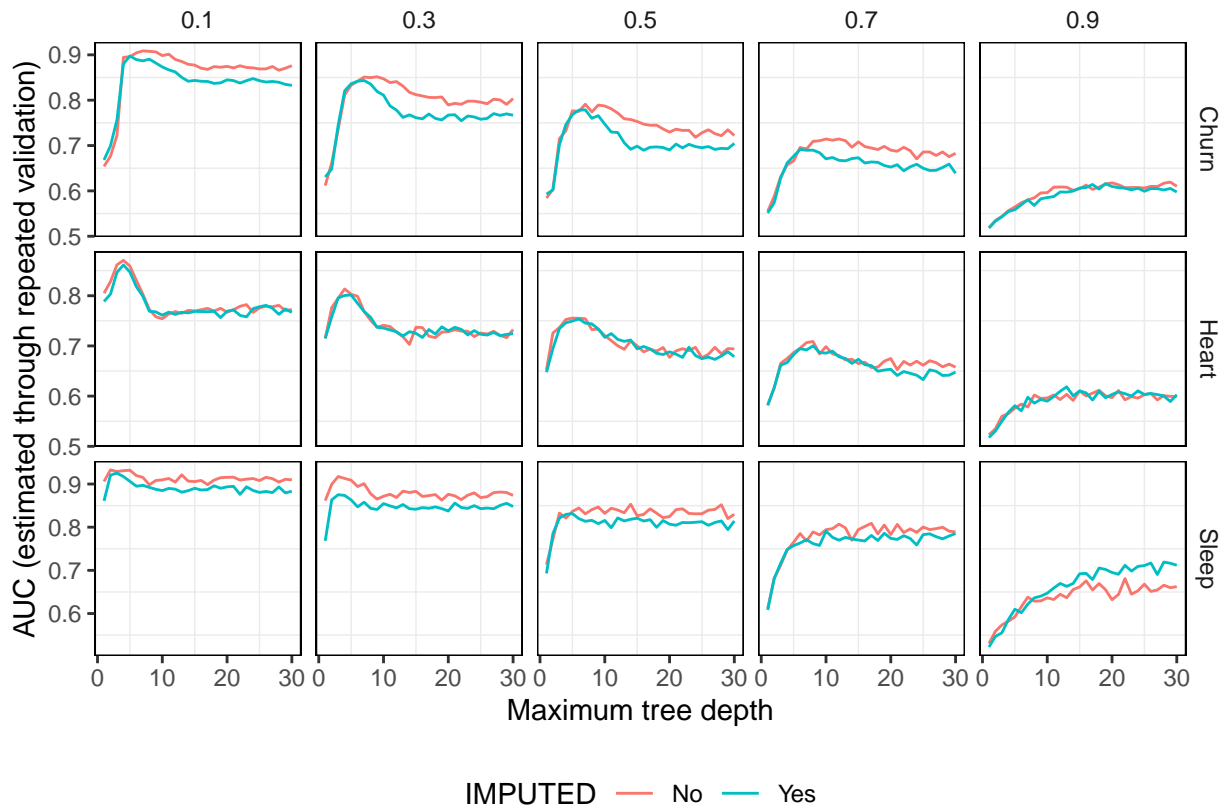 0.1 0.3 0.5 0.7 0.9
AUC (estimated through repeated validation)
0.9
0.8
0.7
0.6
0.5
Churn
0.8
0.7
0.6
0.5
Heart
0.9
0.8
0.7
0.6
Sleep
0 10 20 30 0 10 20 30 0 10 20 30 0 10 20 30 0 10 20 30
Maximum tree depth
IMPUTED No Yes